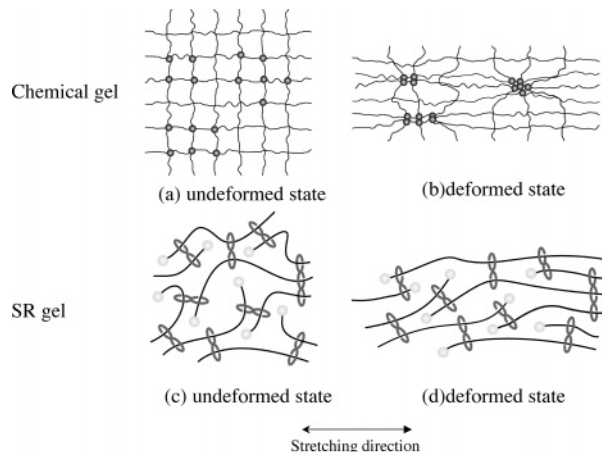 Chemical gel
(a) undeformed state
(b)deformed state
SR gel
(c) undeformed state
(d)deformed state
Stretching direction